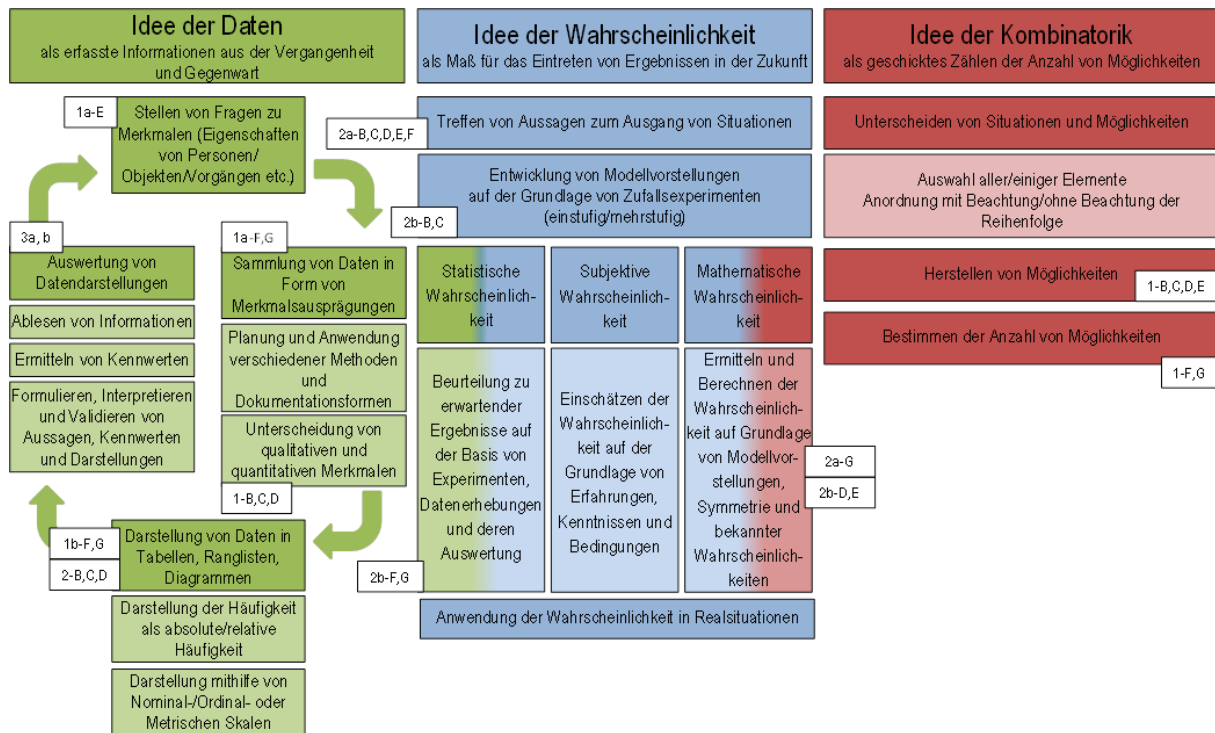 Idee der Daten
als erfasste Informationen aus der Vergangenheit
und Gegenwart
1a-E
Stellen von Fragen zu
Merkmalen (Eigenschaften
von Personen/
Objekten/Vorgängen etc.)
3a, b
Auswertung von
Datendarstellungen
Ablesen von Informationen
Ermitteln von Kennwerten
Formulieren, Interpretieren
und Validieren von
Aussagen, Kennwerten
und Darstellungen
1a-F,G
Sammlung von Daten in
Form von
Merkmalsausprägungen
Planung und Anwendung
verschiedener Methoden
und
Dokumentationsformen
Unterscheidung von
qualitativen und
quantitativen Merkmalen
1-B,C,D
1b-F,G
2-B,C,D
Darstellung von Daten in
Tabellen, Ranglisten,
Diagrammen
Darstellung der Häufigkeit
als absolute/relative
Häufigkeit
Darstellung mithilfe von
Nominal-/Ordinal- oder
Metrischen Skalen
Idee der Wahrscheinlichkeit
als Maß für das Eintreten von Ergebnissen in der Zukunft
2a-B,C,D,E,F
Treffen von Aussagen zum Ausgang von Situationen
Entwicklung von Modellvorstellungen
auf der Grundlage von Zufallsexperimenten
(einstufig/mehrstufig)
2b-B,C
Statistische
Wahrscheinlich-
keit
Beurteilung zu
erwartender
Ergebnisse auf
der Basis von
Experimenten,
Datenerhebungen
und deren
Auswertung
2b-F,G
Subjektive
Wahrscheinlich-
keit
Einschätzen der
Wahrscheinlich-
keit auf der
Grundlage von
Erfahrungen,
Kenntnissen und
Bedingungen
Mathematische
Wahrscheinlich-
keit
Ermitteln und
Berechnen der
Wahrscheinlich-
keit auf Grundlage
von Modellvor-
stellungen,
Symmetrie und
bekannter
Wahrscheinlich-
keiten
2a-G
2b-D,E
Anwendung der Wahrscheinlichkeit in Realsituationen
Idee der Kombinatorik
als geschicktes Zählen der Anzahl von Möglichkeiten
Unterscheiden von Situationen und Möglichkeiten
Auswahl aller/einiger Elemente
Anordnung mit Beachtung/ohne Beachtung der
Reihenfolge
Herstellen von Möglichkeiten
1-B,C,D,E
Bestimmen der Anzahl von Möglichkeiten
1-F,G